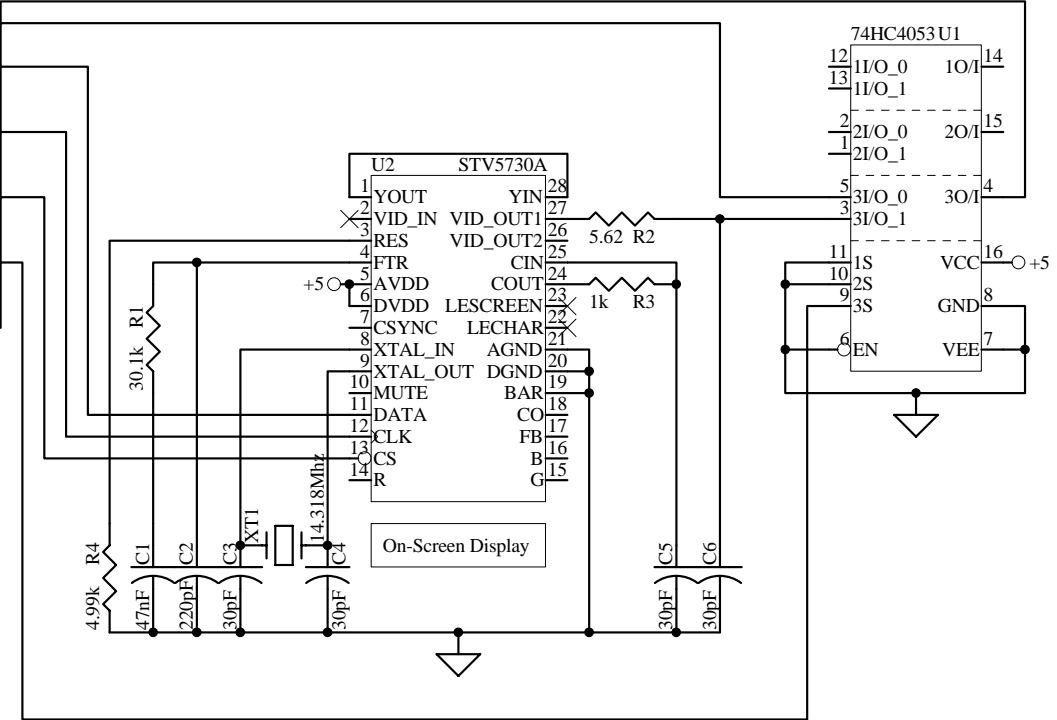 74HC4053 U1
12 1I/O_0 1O/I 14
13 1I/O_1
2 2I/O_0 2O/I 15
1 2I/O_1
5 3I/O_0 3O/I 4
3 3I/O_1
11 1S VCC 16 +5
10 2S
9 3S GND 8
6 EN VEE 7
U2 STV5730A
1 YOUT YIN 28
2 VID_IN VID_OUT1 27
3 RES VID_OUT2 26
4 FTR CIN 25
+5 5 AVDD COUT 24
6 DVDD LESCREEN 23
7 CSYNC LECHAR 22
8 XTAL_IN AGND 21
9 XTAL_OUT DGND 20
10 MUTE BAR 19
11 DATA CO 18
12 CLK FB 17
13 CS B 16
14 R G 15
5.62 R2
1k R3
30.1k R1
XT1
14.318Mhz
On-Screen Display
4.99k R4
47nF C1
220pF C2
30pF C3
30pF C4
30pF C5
30pF C6